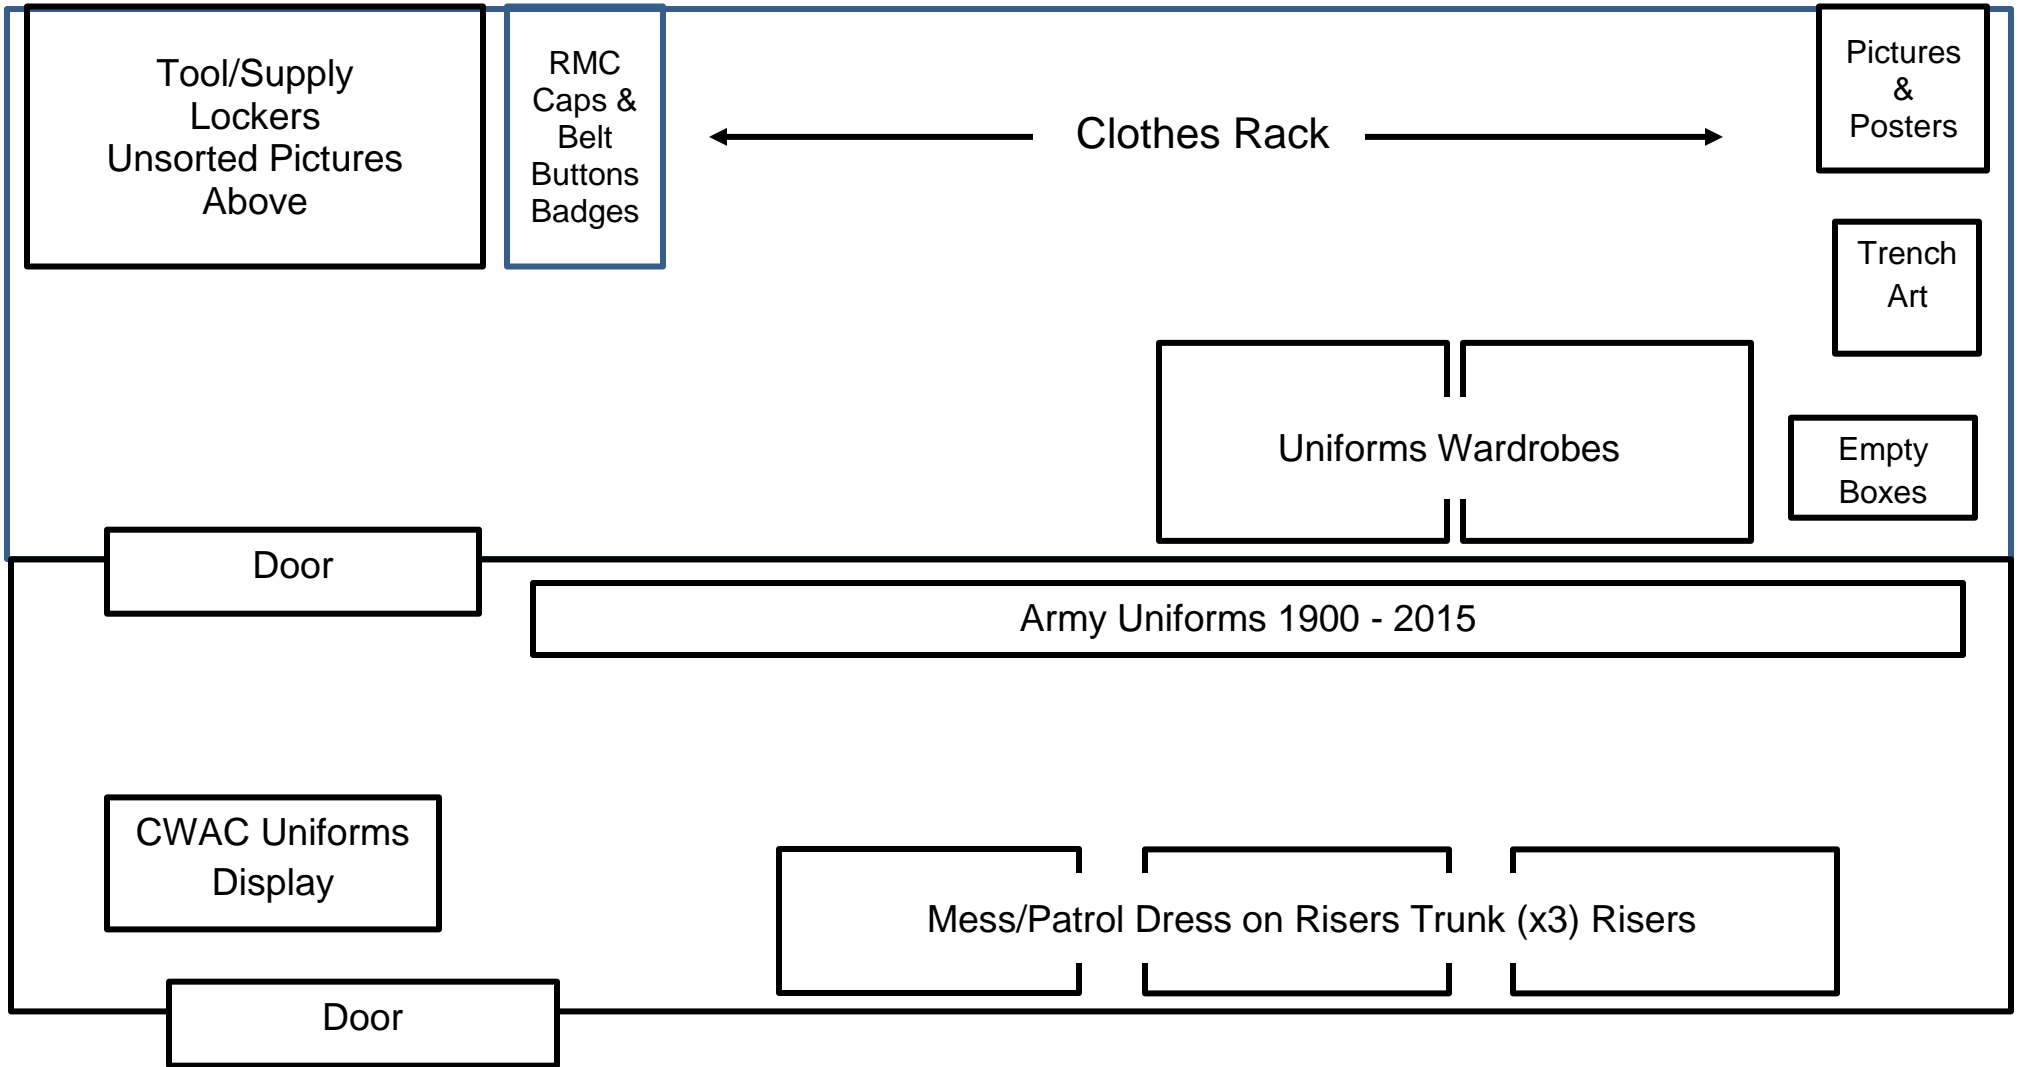 Tool/Supply
Lockers
Unsorted Pictures
Above
RMC
Caps &
Belt
Buttons
Badges
Clothes Rack
Pictures
&
Posters
Trench
Art
Uniforms Wardrobes
Empty
Boxes
Door
Army Uniforms 1900 - 2015
CWAC Uniforms
Display
Mess/Patrol Dress on Risers Trunk (x3) Risers
Door